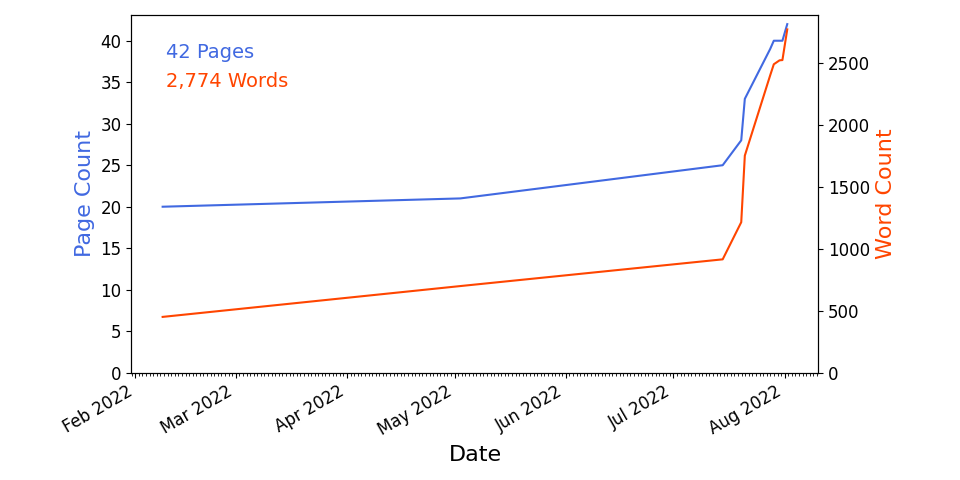 42 Pages
2,774 Words
Page Count
40
35
30
25
20
15
10
5
0
2500
2000
1500
1000
500
0
Word Count
Feb 2022
Mar 2022
Apr 2022
May 2022
Jun 2022
Jul 2022
Aug 2022
Date